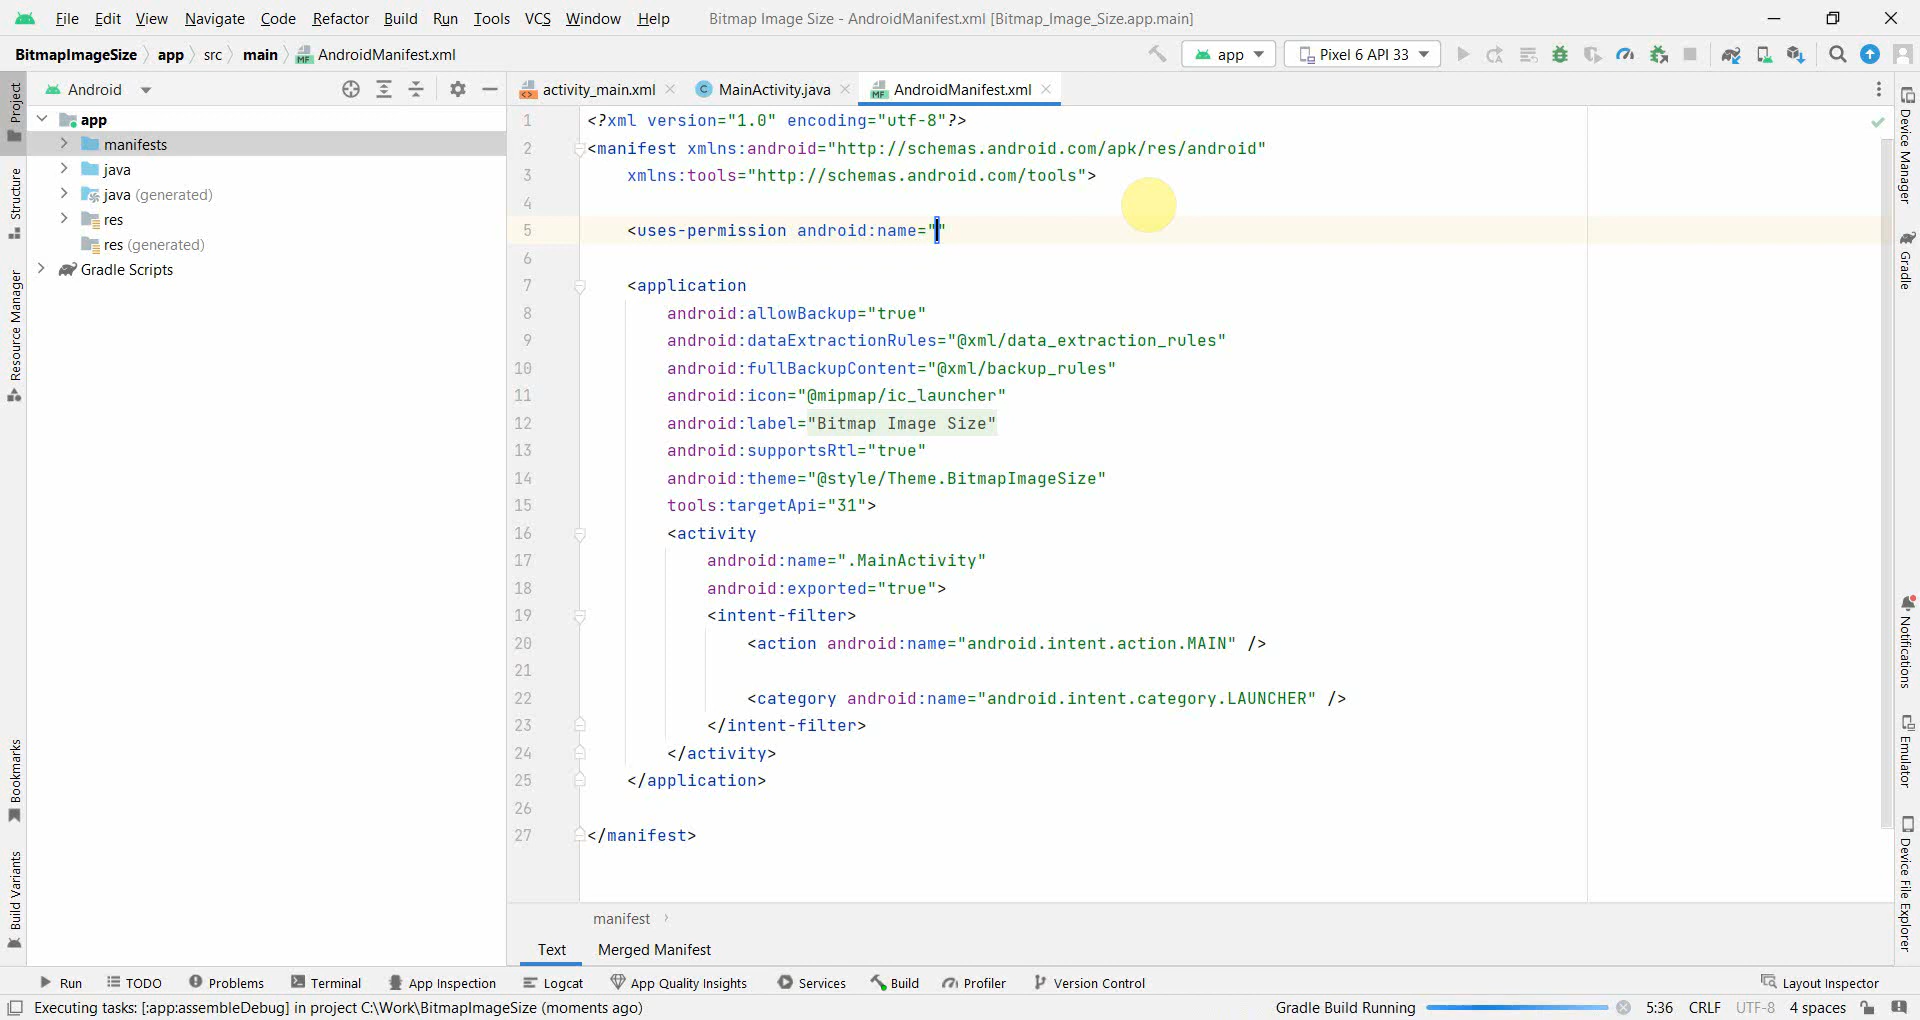 File Edit View Navigate Code Refactor Build Run Tools VCS Window Help Bitmap Image Size - AndroidManifest.xml [Bitmap_Image_Size.app.main]
BitmapImageSize app src main AndroidManifest.xml app Pixel 6 API 33
Android
activity_main.xml MainActivity.java AndroidManifest.xml
Project
Structure
Resource Manager
Bookmarks
Build Variants
app
manifests
java
java (generated)
res
res (generated)
Gradle Scripts
1 <?xml version="1.0" encoding="utf-8"?>
2 <manifest xmlns:android="http://schemas.android.com/apk/res/android"
3 xmlns:tools="http://schemas.android.com/tools">
4
5 <uses-permission android:name=""
6
7 <application
8 android:allowBackup="true"
9 android:dataExtractionRules="@xml/data_extraction_rules"
10 android:fullBackupContent="@xml/backup_rules"
11 android:icon="@mipmap/ic_launcher"
12 android:label="Bitmap Image Size"
13 android:supportsRtl="true"
14 android:theme="@style/Theme.BitmapImageSize"
15 tools:targetApi="31">
16 <activity
17 android:name=".MainActivity"
18 android:exported="true">
19 <intent-filter>
20 <action android:name="android.intent.action.MAIN" />
21
22 <category android:name="android.intent.category.LAUNCHER" />
23 </intent-filter>
24 </activity>
25 </application>
26
27 </manifest>
Device Manager
Gradle
Notifications
Emulator
Device File Explorer
manifest
Text Merged Manifest
Run TODO Problems Terminal App Inspection Logcat App Quality Insights Services Build Profiler Version Control Layout Inspector
Executing tasks: [:app:assembleDebug] in project C:\Work\BitmapImageSize (moments ago) Gradle Build Running 5:36 CRLF UTF-8 4 spaces